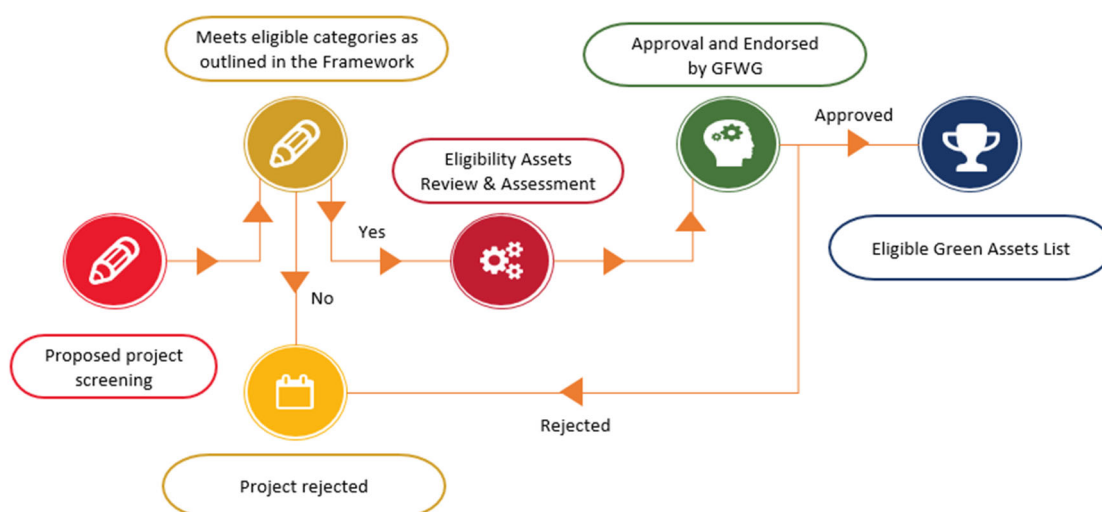 Meets eligible categories as
outlined in the Framework
Approval and Endorsed
by GFWG
Approved
Eligibility Assets
Review & Assessment
Yes
Eligible Green Assets List
No
Proposed project
screening
Rejected
Project rejected